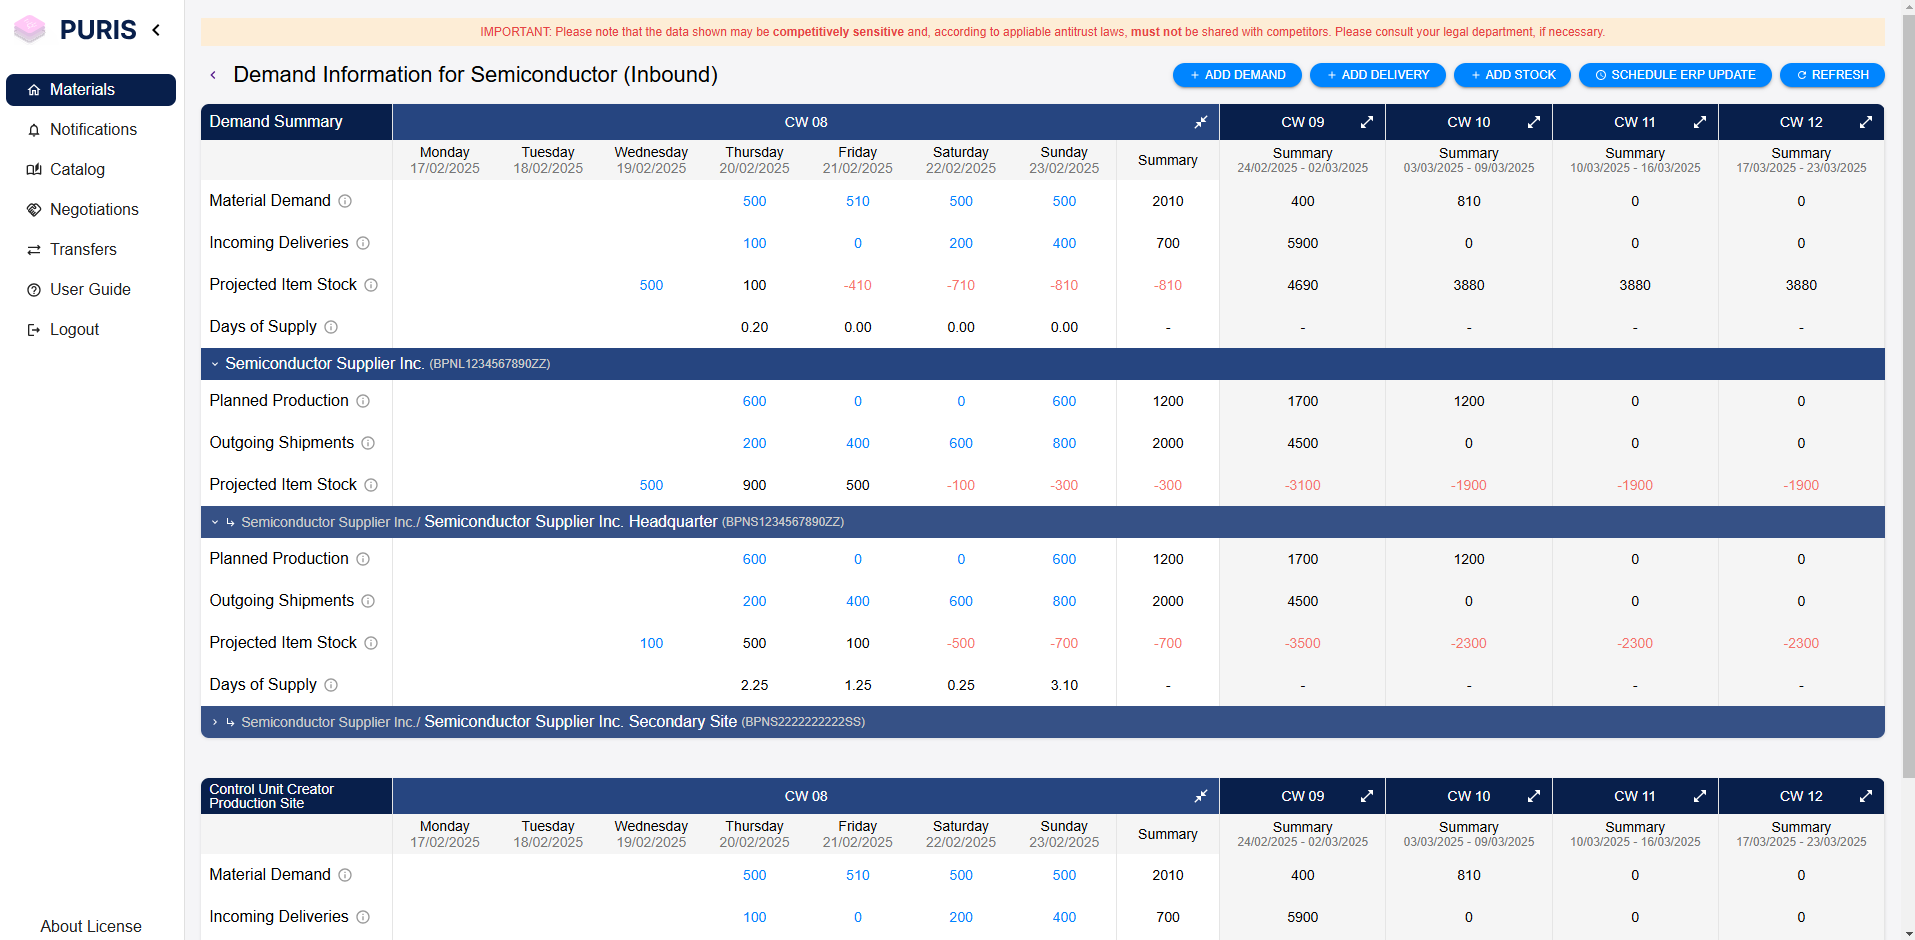 PURIS
Materials
Notifications
Catalog
Negotiations
Transfers
User Guide
Logout
About License
IMPORTANT: Please note that the data shown may be competitively sensitive and, according to appliable antitrust laws, must not be shared with competitors. Please consult your legal department, if necessary.
Demand Information for Semiconductor (Inbound)
ADD DEMAND ADD DELIVERY ADD STOCK SCHEDULE ERP UPDATE REFRESH
Demand Summary CW 08 CW 09 CW 10 CW 11 CW 12
Monday Tuesday Wednesday Thursday Friday Saturday Sunday Summary Summary Summary Summary Summary
17/02/2025 18/02/2025 19/02/2025 20/02/2025 21/02/2025 22/02/2025 23/02/2025 24/02/2025 - 02/03/2025 03/03/2025 - 09/03/2025 10/03/2025 - 16/03/2025 17/03/2025 - 23/03/2025
Material Demand 500 510 500 500 2010 400 810 0 0
Incoming Deliveries 100 0 200 400 700 5900 0 0 0
Projected Item Stock 500 100 -410 -710 -810 -810 4690 3880 3880 3880
Days of Supply 0.20 0.00 0.00 0.00 - - - - -
Semiconductor Supplier Inc. (BPNL1234567890ZZ)
Planned Production 600 0 0 600 1200 1700 1200 0 0
Outgoing Shipments 200 400 600 800 2000 4500 0 0 0
Projected Item Stock 500 900 500 -100 -300 -300 -3100 -1900 -1900 -1900
Semiconductor Supplier Inc./ Semiconductor Supplier Inc. Headquarter (BPNS1234567890ZZ)
Planned Production 600 0 0 600 1200 1700 1200 0 0
Outgoing Shipments 200 400 600 800 2000 4500 0 0 0
Projected Item Stock 100 500 100 -500 -700 -700 -3500 -2300 -2300 -2300
Days of Supply 2.25 1.25 0.25 3.10 - - - - -
Semiconductor Supplier Inc./ Semiconductor Supplier Inc. Secondary Site (BPNS2222222222SS)
Control Unit Creator
Production Site CW 08 CW 09 CW 10 CW 11 CW 12
Monday Tuesday Wednesday Thursday Friday Saturday Sunday Summary Summary Summary Summary Summary
17/02/2025 18/02/2025 19/02/2025 20/02/2025 21/02/2025 22/02/2025 23/02/2025 24/02/2025 - 02/03/2025 03/03/2025 - 09/03/2025 10/03/2025 - 16/03/2025 17/03/2025 - 23/03/2025
Material Demand 500 510 500 500 2010 400 810 0 0
Incoming Deliveries 100 0 200 400 700 5900 0 0 0